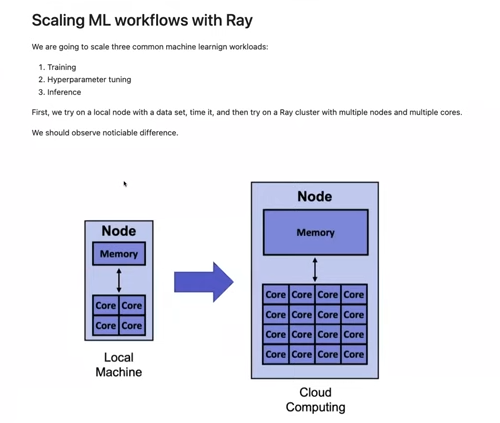 Scaling ML workflows with Ray
We are going to scale three common machine learnign workloads:
1. Training
2. Hyperparameter tuning
3. Inference
First, we try on a local node with a data set, time it, and then try on a Ray cluster with multiple nodes and multiple cores.
We should observe noticiable difference.
Node
Memory
Core Core
Core Core
Local
Machine
Node
Memory
Core Core Core Core
Core Core Core Core
Core Core Core Core
Core Core Core Core
Cloud
Computing